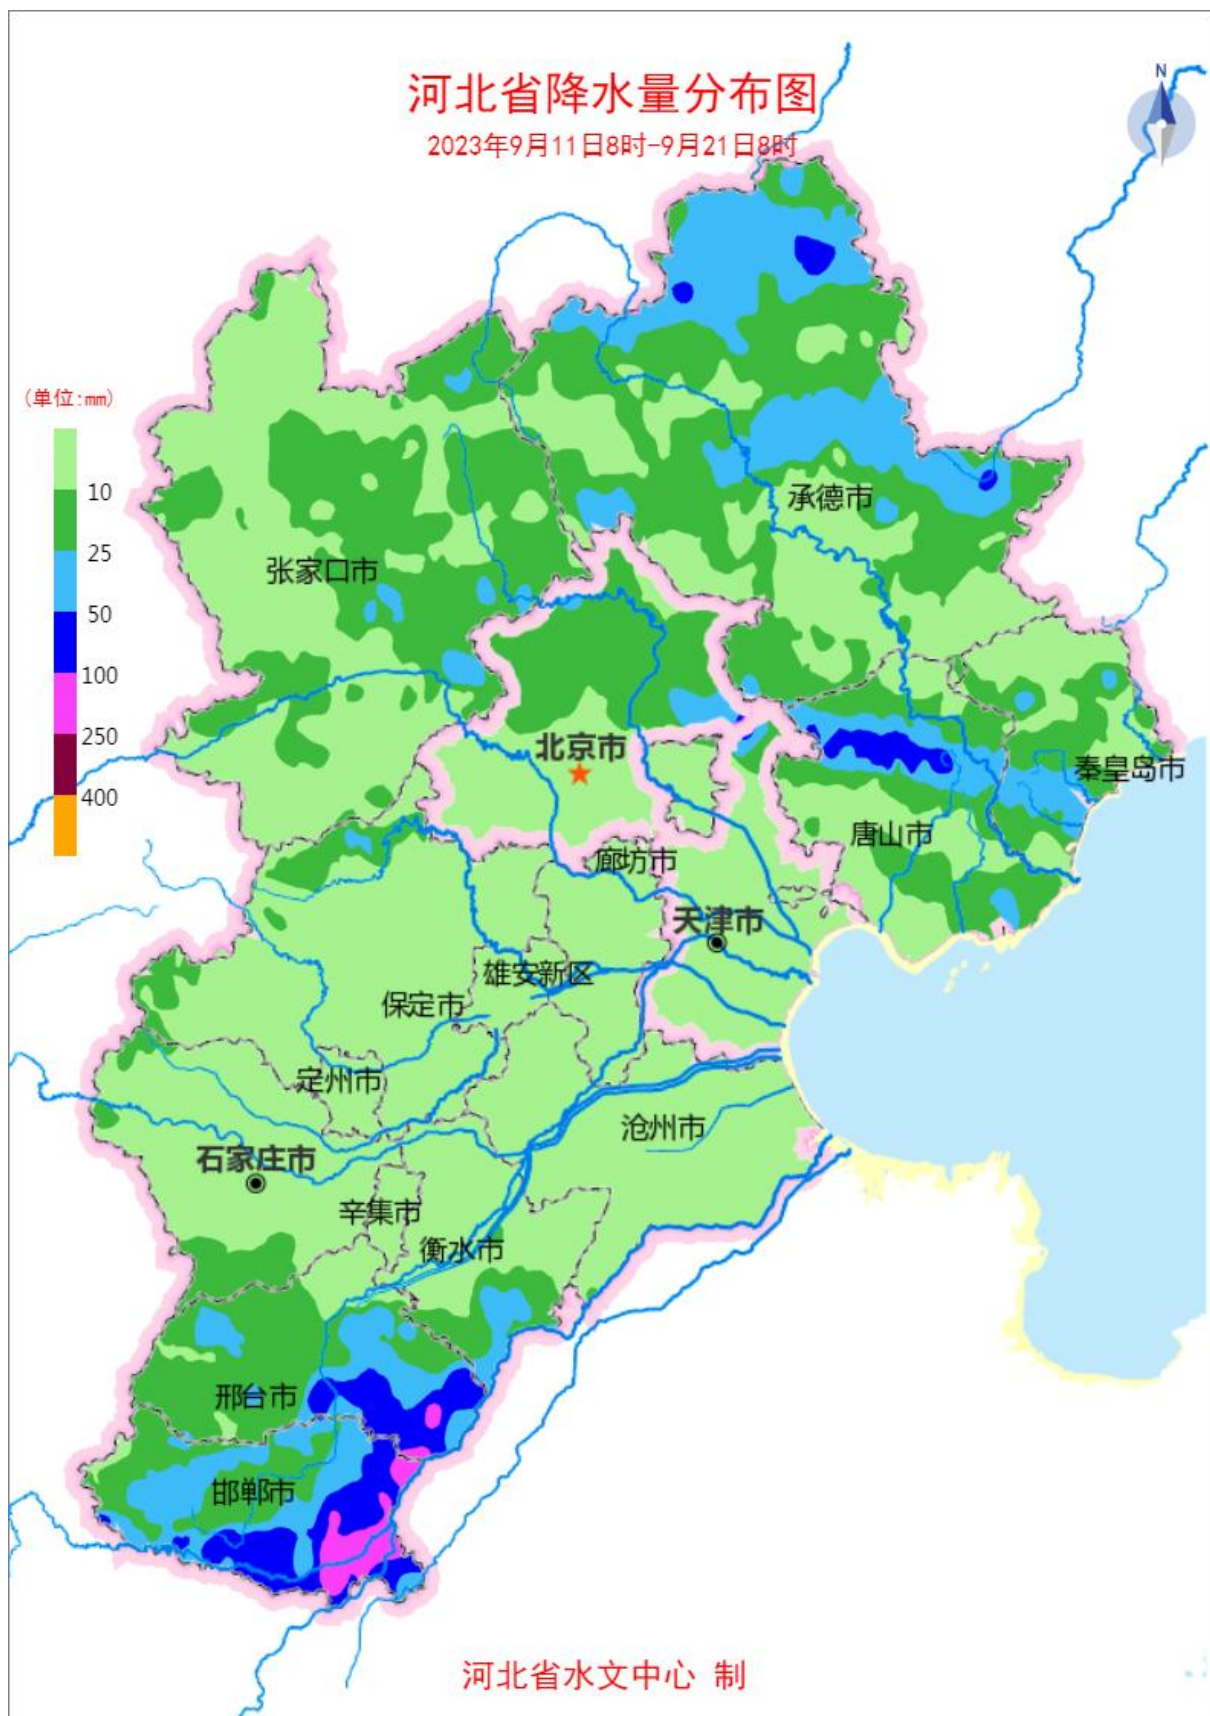 河北省降水量分布图
2023年9月11日8时-9月21日8时
N
(单位:mm)
10
25
50
100
250
400
承德市
张家口市
北京市
秦皇岛市
唐山市
廊坊市
天津市
雄安新区
保定市
定州市
沧州市
石家庄市
辛集市
衡水市
邢台市
邯郸市
河北省水文中心 制